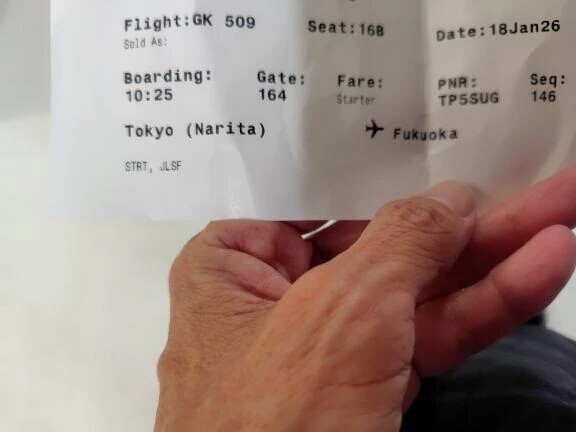 Flight:GK 509 Seat:16B Date:18Jan26
Sold As:
Boarding: Gate: Fare: PNR: Seq:
10:25 164 Starter TP5SUG 146
Tokyo (Narita) ✈ Fukuoka
STRT, JLSF